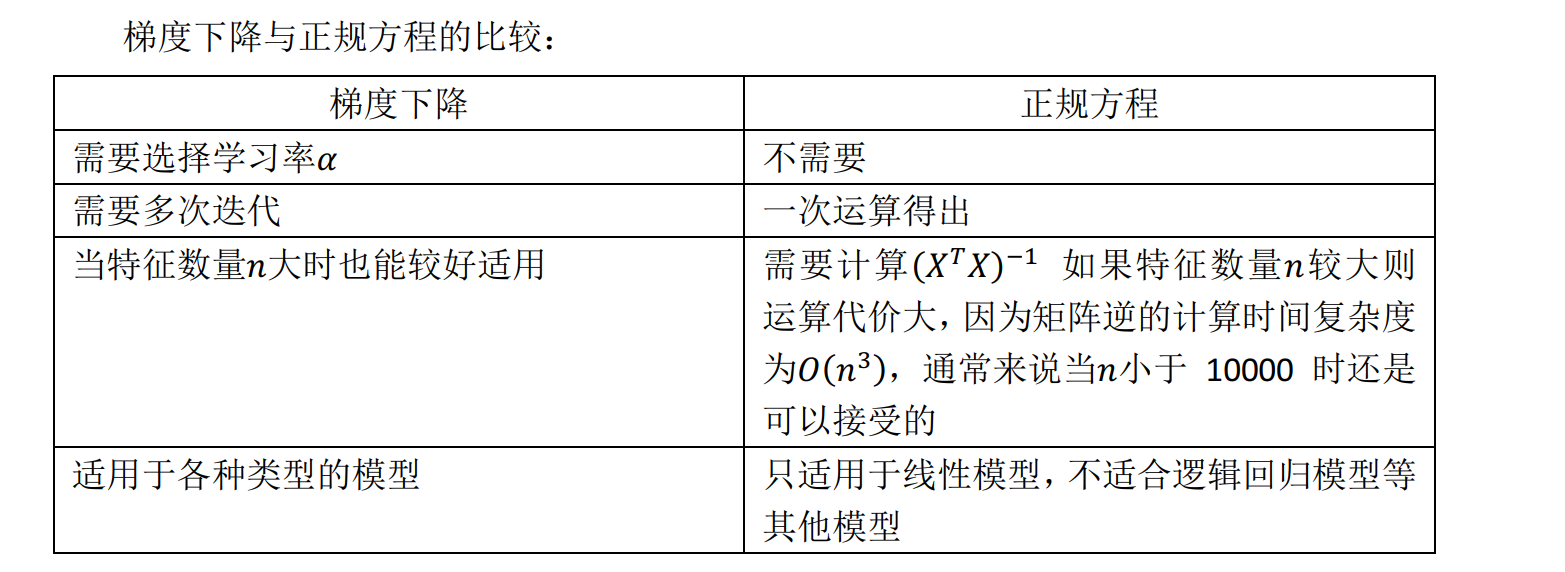 梯度下降与正规方程的比较：
梯度下降
正规方程
需要选择学习率α
不需要
需要多次迭代
一次运算得出
当特征数量n大时也能较好适用
需要计算(XᵀX)⁻¹ 如果特征数量n较大则
运算代价大，因为矩阵逆的计算时间复杂度
为O(n³)，通常来说当n小于 10000 时还是
可以接受的
适用于各种类型的模型
只适用于线性模型，不适合逻辑回归模型等
其他模型